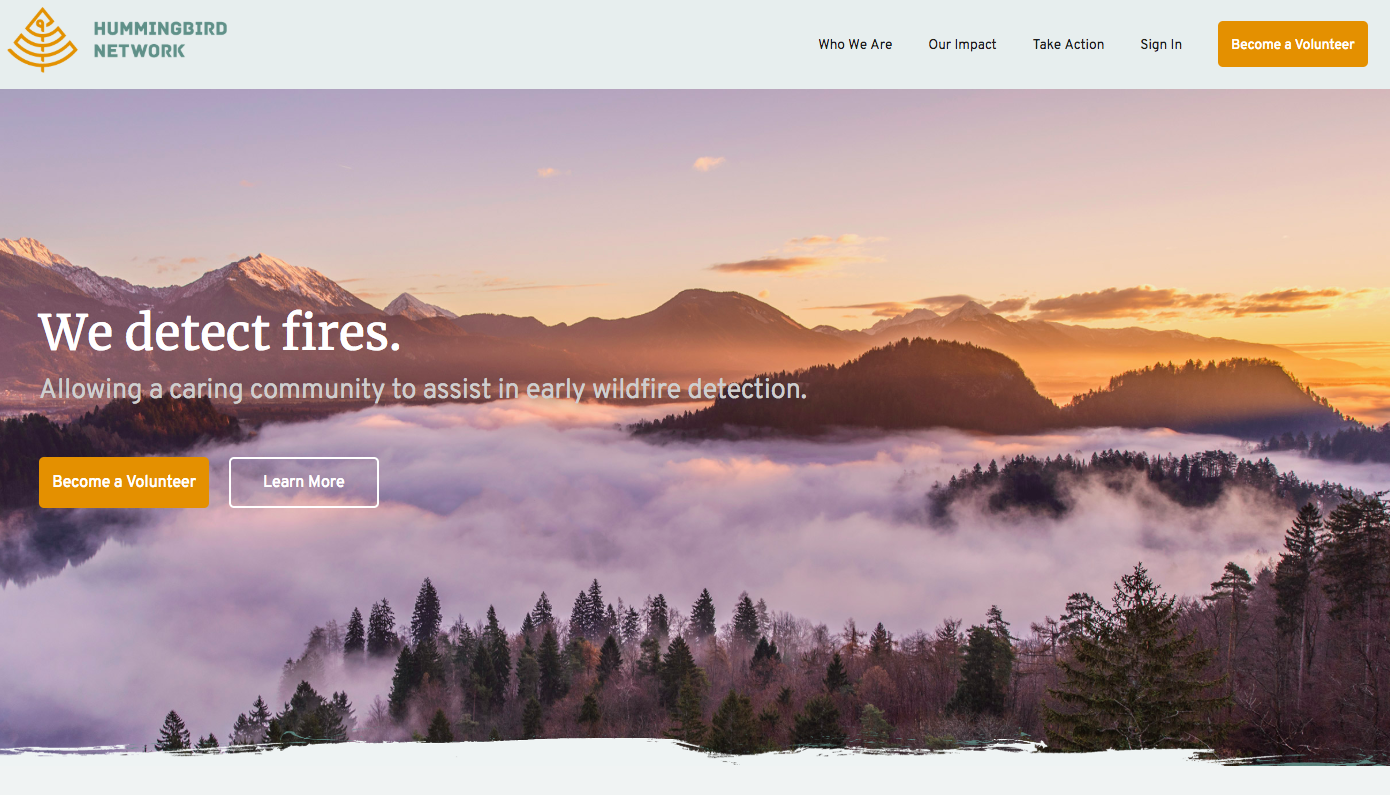 HUMMINGBIRD
NETWORK
Who We Are
Our Impact
Take Action
Sign In
Become a Volunteer
We detect fires.
Allowing a caring community to assist in early wildfire detection.
Become a Volunteer
Learn More